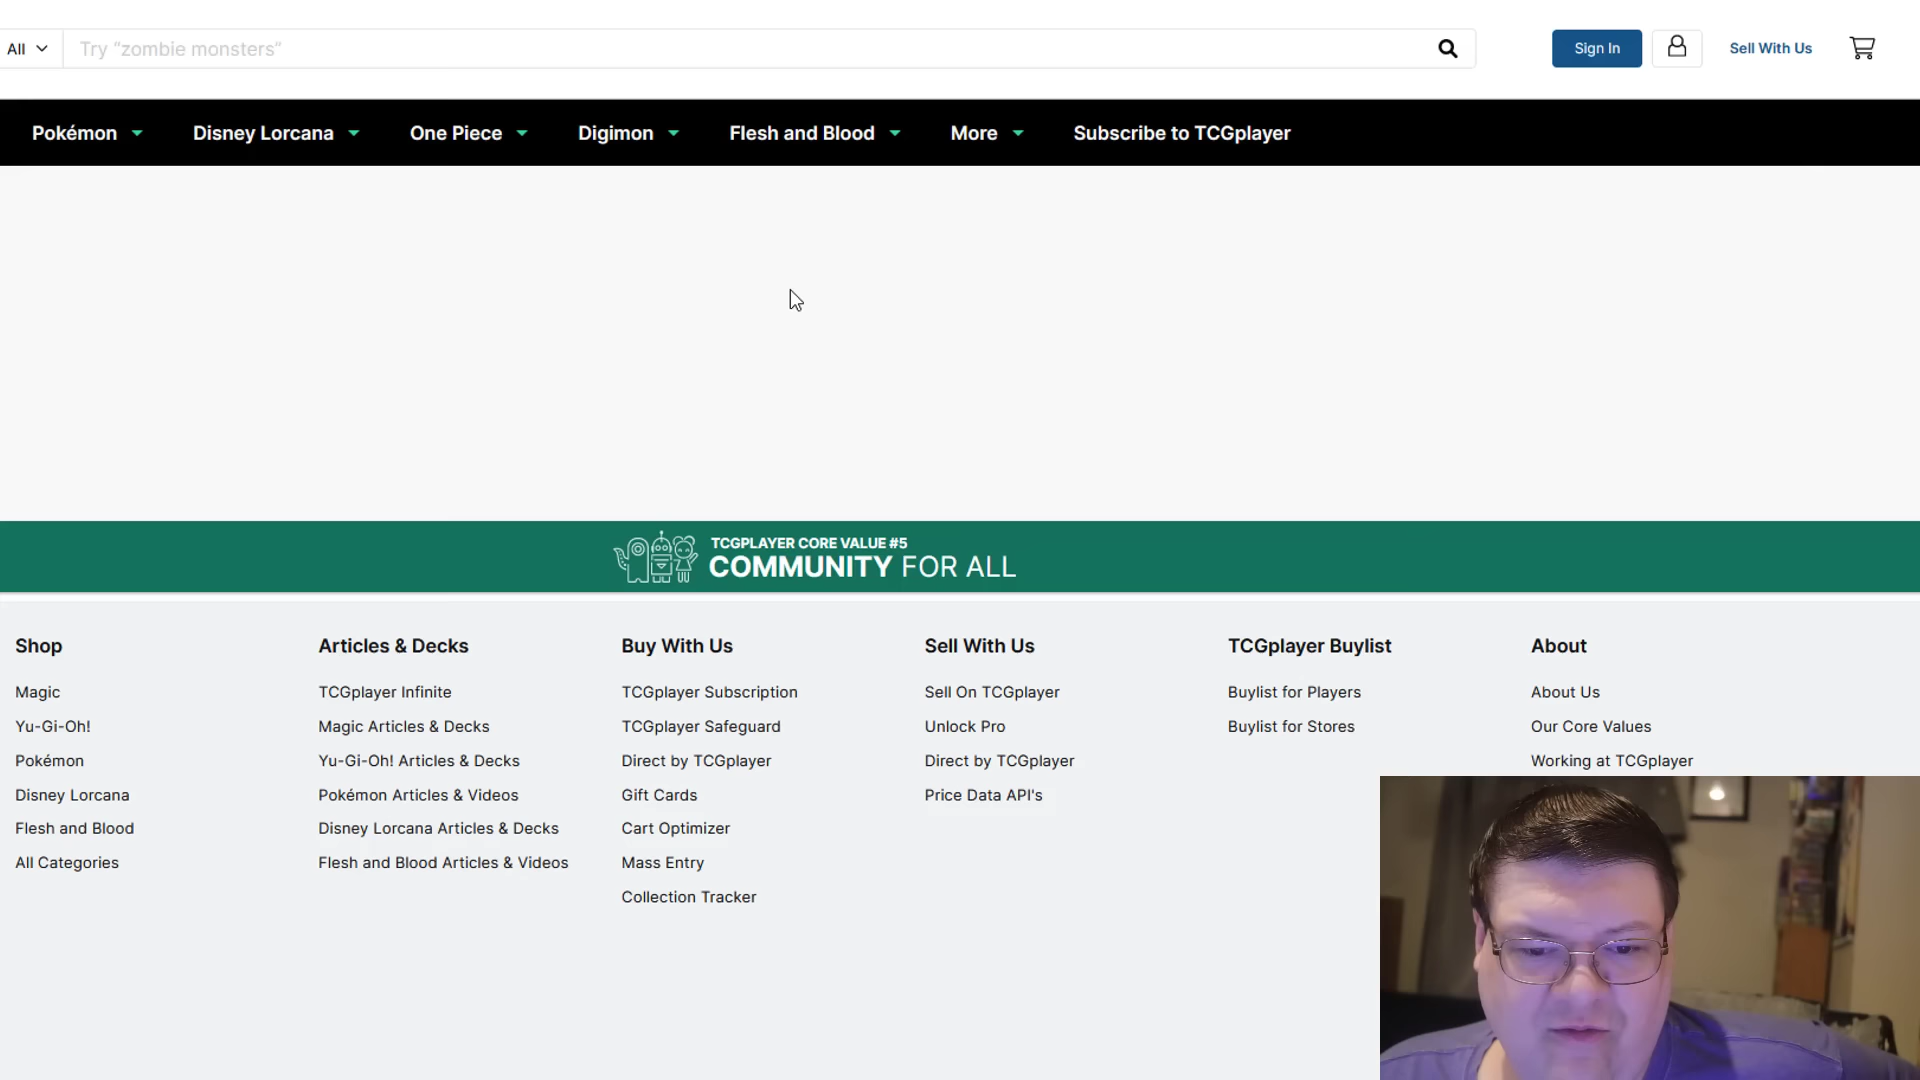 All
Try "zombie monsters"
Sign In
Sell With Us
Pokémon
Disney Lorcana
One Piece
Digimon
Flesh and Blood
More
Subscribe to TCGplayer
TCGPLAYER CORE VALUE #5
COMMUNITY FOR ALL
Shop
Magic
Yu-Gi-Oh!
Pokémon
Disney Lorcana
Flesh and Blood
All Categories
Articles & Decks
TCGplayer Infinite
Magic Articles & Decks
Yu-Gi-Oh! Articles & Decks
Pokémon Articles & Videos
Disney Lorcana Articles & Decks
Flesh and Blood Articles & Videos
Buy With Us
TCGplayer Subscription
TCGplayer Safeguard
Direct by TCGplayer
Gift Cards
Cart Optimizer
Mass Entry
Collection Tracker
Sell With Us
Sell On TCGplayer
Unlock Pro
Direct by TCGplayer
Price Data API's
TCGplayer Buylist
Buylist for Players
Buylist for Stores
About
About Us
Our Core Values
Working at TCGplayer